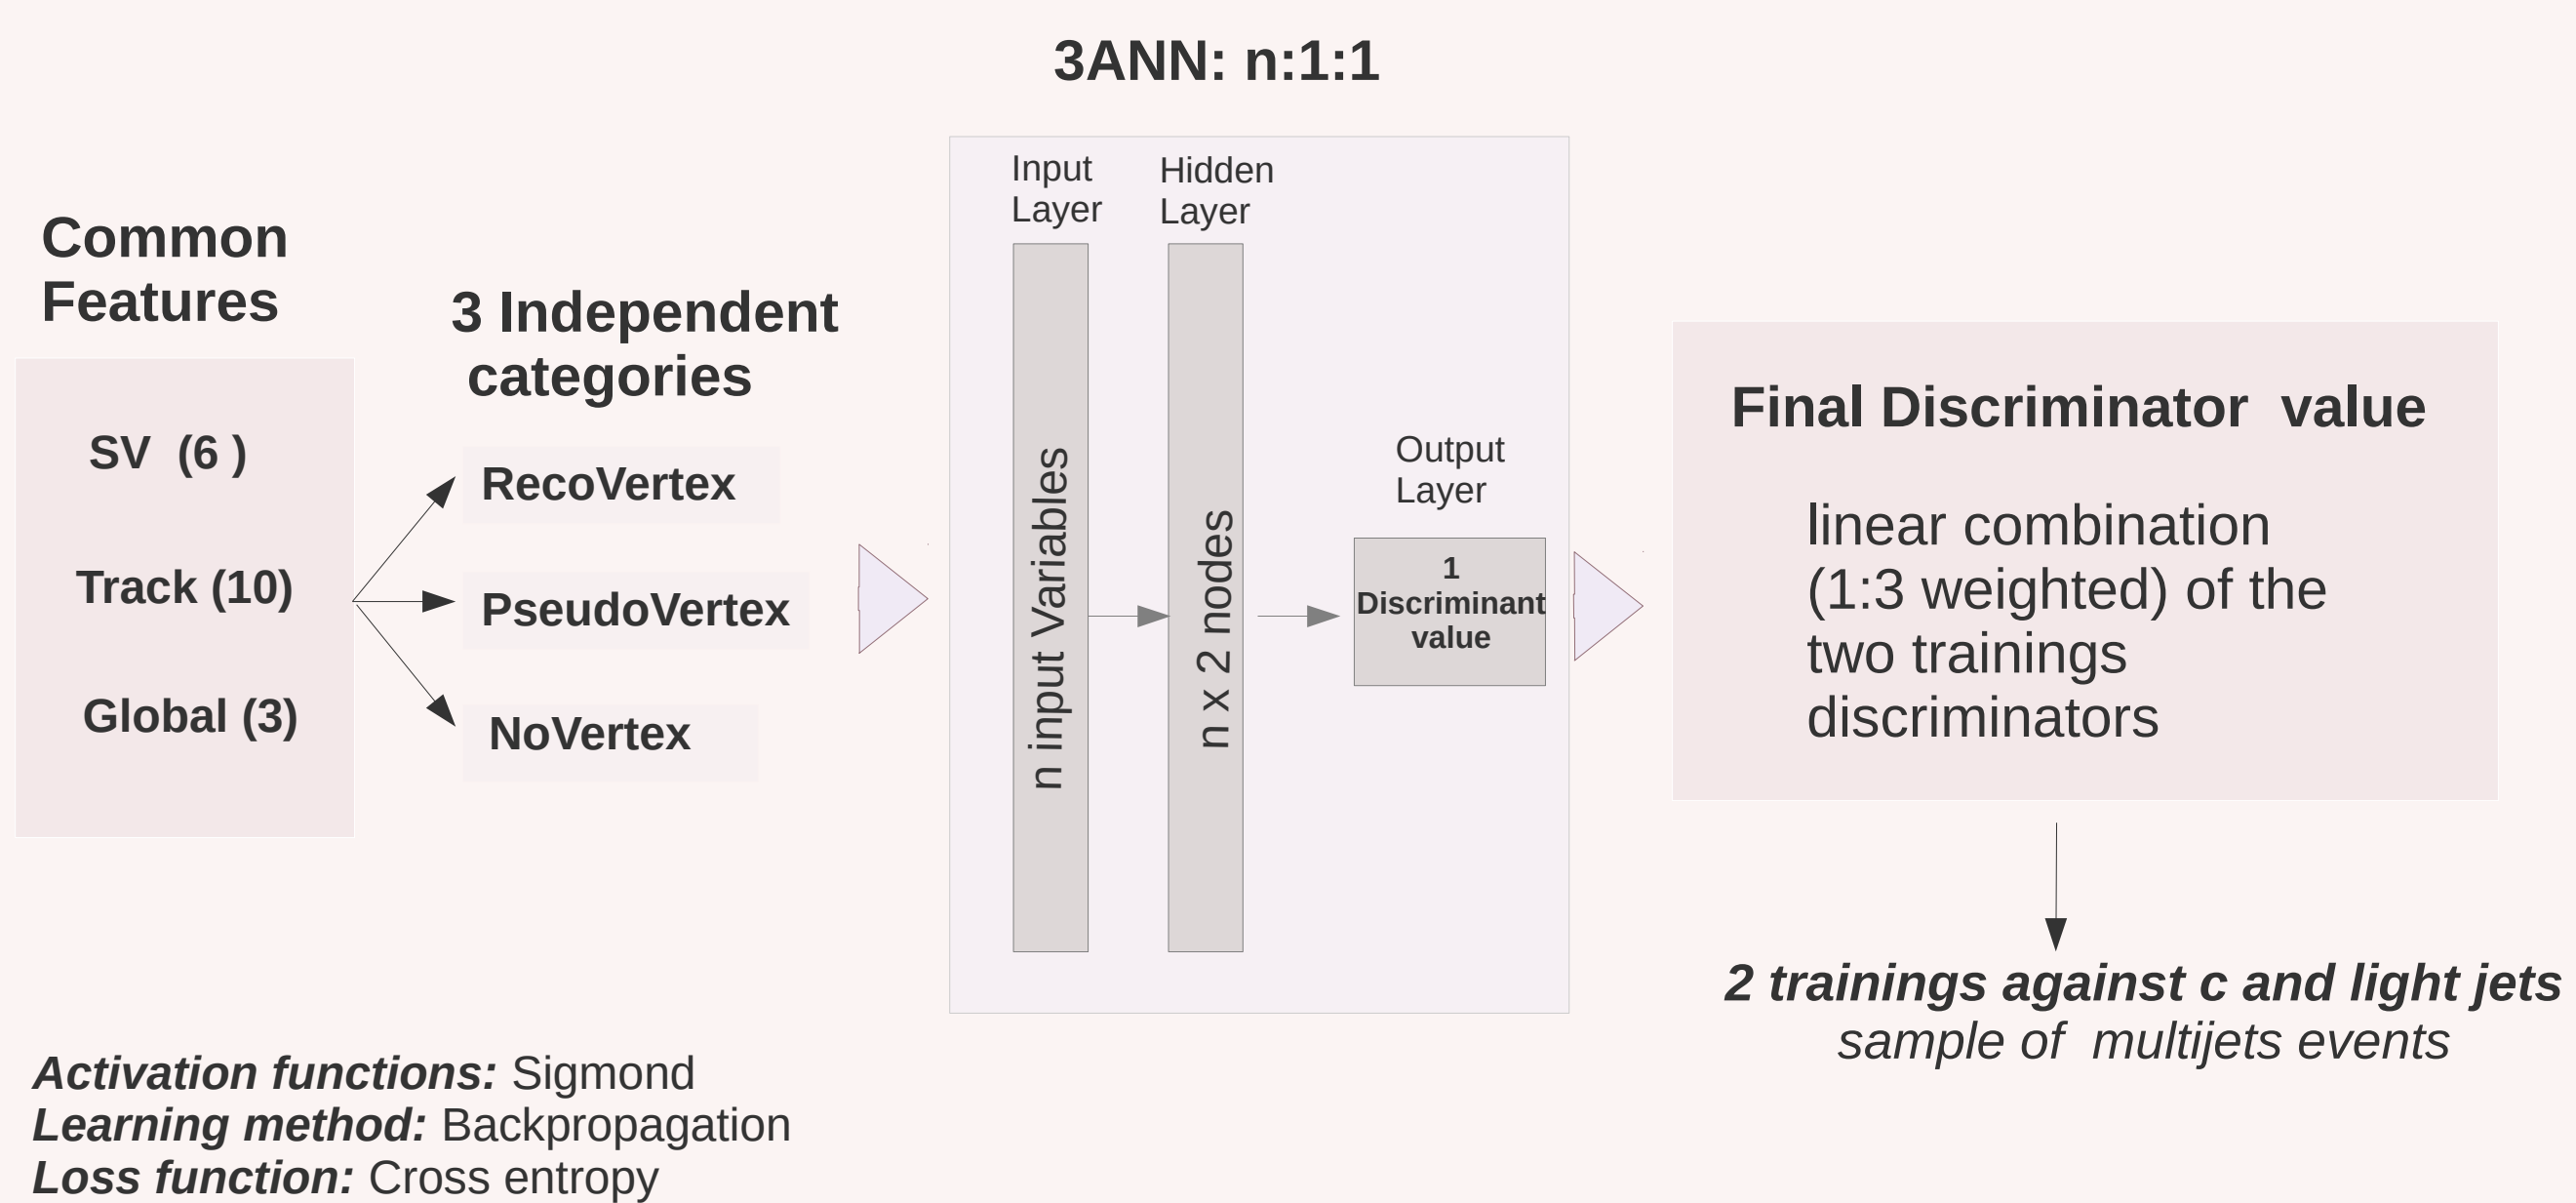 3ANN: n:1:1
Common
Features
SV (6 )
Track (10)
Global (3)
3 Independent
categories
RecoVertex
PseudoVertex
NoVertex
Input
Layer
n input Variables
Hidden
Layer
n x 2 nodes
Output
Layer
1
Discriminant
value
Final Discriminator value
linear combination
(1:3 weighted) of the
two trainings
discriminators
2 trainings against c and light jets
sample of multijets events
Activation functions: Sigmond
Learning method: Backpropagation
Loss function: Cross entropy